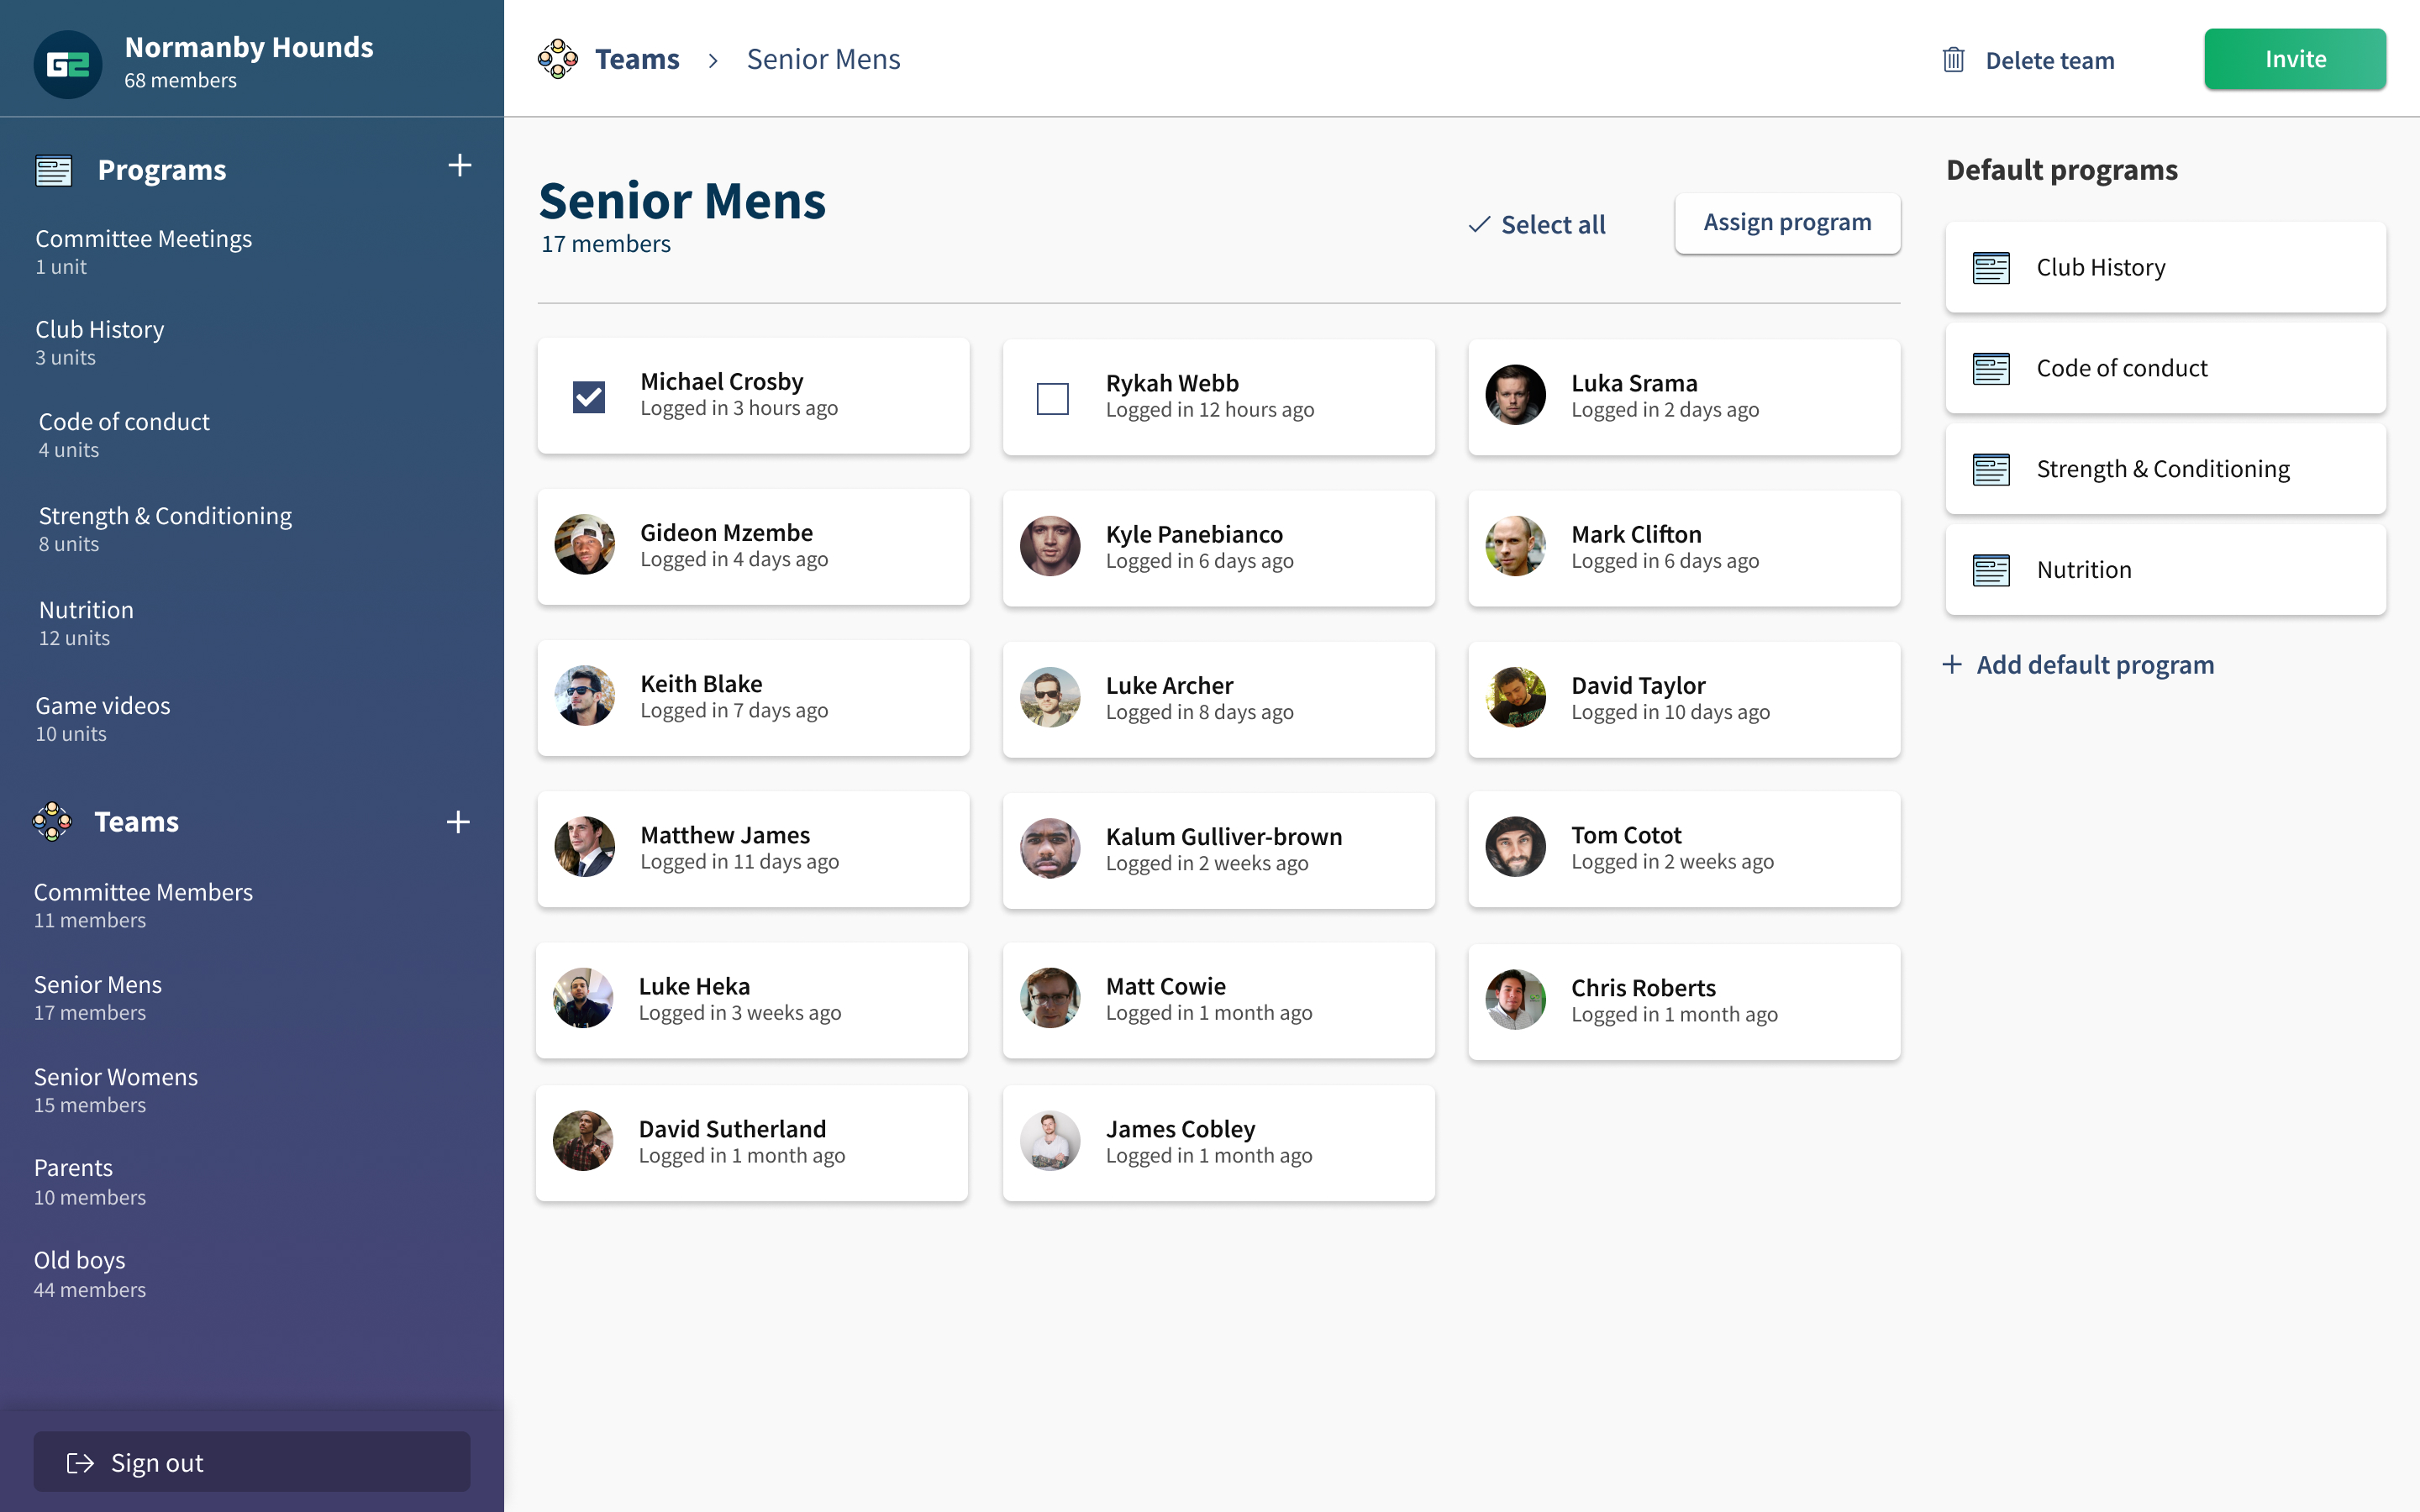 G2
Normanby Hounds
68 members
Programs
Committee Meetings
1 unit
Club History
3 units
Code of conduct
4 units
Strength & Conditioning
8 units
Nutrition
12 units
Game videos
10 units
Teams
Committee Members
11 members
Senior Mens
17 members
Senior Womens
15 members
Parents
10 members
Old boys
44 members
Sign out
Teams > Senior Mens
Delete team
Invite
Senior Mens
17 members
Select all
Assign program
Michael Crosby
Logged in 3 hours ago
Rykah Webb
Logged in 12 hours ago
Luka Srama
Logged in 2 days ago
Gideon Mzembe
Logged in 4 days ago
Kyle Panebianco
Logged in 6 days ago
Mark Clifton
Logged in 6 days ago
Keith Blake
Logged in 7 days ago
Luke Archer
Logged in 8 days ago
David Taylor
Logged in 10 days ago
Matthew James
Logged in 11 days ago
Kalum Gulliver-brown
Logged in 2 weeks ago
Tom Cotot
Logged in 2 weeks ago
Luke Heka
Logged in 3 weeks ago
Matt Cowie
Logged in 1 month ago
Chris Roberts
Logged in 1 month ago
David Sutherland
Logged in 1 month ago
James Cobley
Logged in 1 month ago
Default programs
Club History
Code of conduct
Strength & Conditioning
Nutrition
Add default program